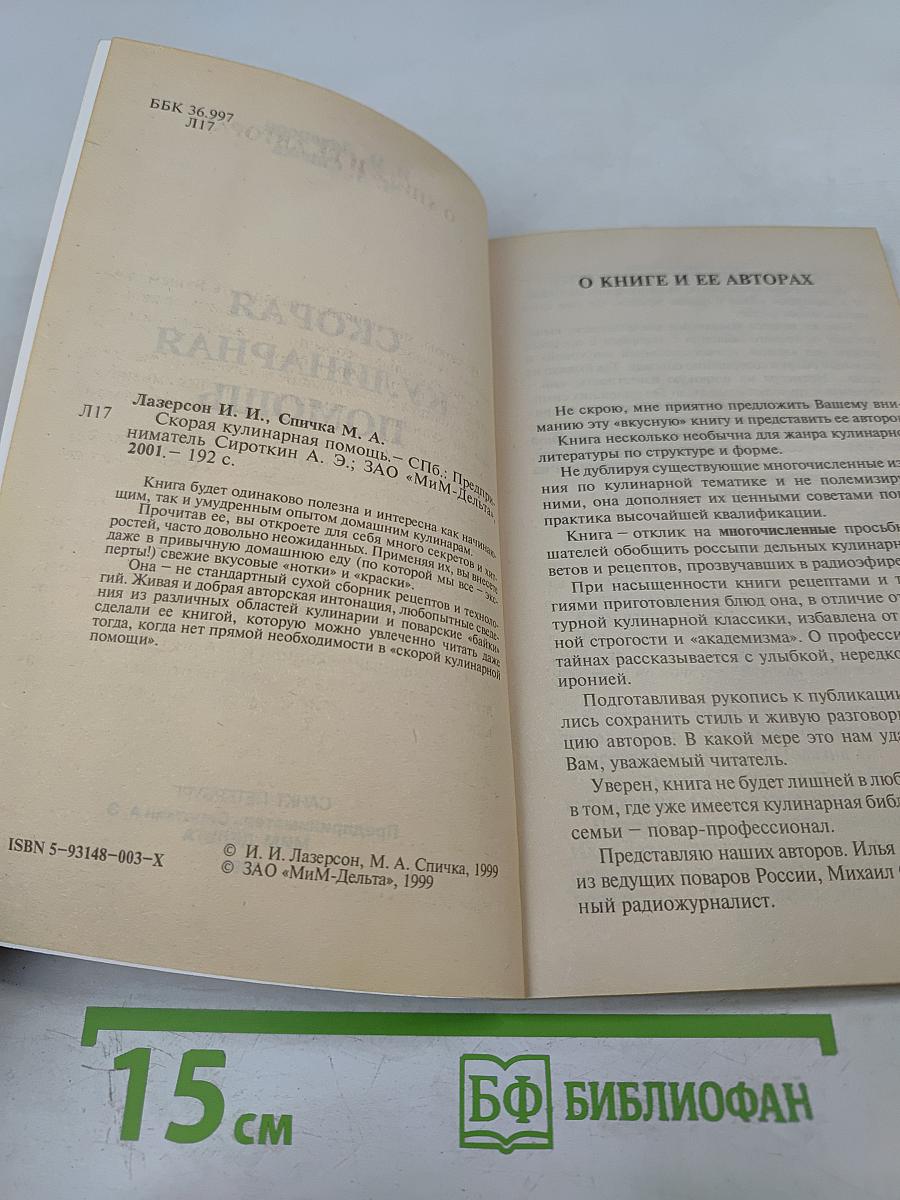 ББК 36.997
Л17
Л17
Лазерсон И. И., Спичка М. А.
Скорая кулинарная помощь.– СПб.: Предпри-
ниматель Сироткин А. Э.; ЗАО «МиМ-Дельта»,
2001.– 192 с.
Книга будет одинаково полезна и интересна как начинаю-
щим, так и умудренным опытом домашним кулинарам.
Прочитав ее, вы откроете для себя много секретов и хит-
ростей, часто довольно неожиданных. Применяя их, вы внесёте
даже в привычную домашнюю еду (по которой мы все – экс-
перты!) свежие вкусовые «нотки» и «краски».
Она – не стандартный сухой сборник рецептов и техноло-
гий. Живая и добрая авторская интонация, любопытные сведе-
ния из различных областей кулинарии и поварские «байки»
сделали ее книгой, которую можно увлеченно читать даже
тогда, когда нет прямой необходимости в «скорой кулинарной
помощи».
ISBN 5–93148–003–X
© И. И. Лазерсон, М. А. Спичка, 1999
© ЗАО «МиМ-Дельта», 1999
О КНИГЕ И ЕЕ АВТОРАХ
Не скрою, мне приятно предложить Вашему вни-
манию эту «вкусную» книгу и представить ее авторов
Книга несколько необычна для жанра кулинарно
литературы по структуре и форме.
Не дублируя существующие многочисленные из
ния по кулинарной тематике и не полемизиру
ними, она дополняет их ценными советами по
практика высочайшей квалификации.
Книга – отклик на многочисленные просьбы
шателей обобщить россыпи дельных кулинарн
ветов и рецептов, прозвучавших в радиоэфире
При насыщенности книги рецептами и т
гиями приготовления блюд она, в отличие от
турной кулинарной классики, избавлена от
ной строгости и «академизма». О професси
тайнах рассказывается с улыбкой, нередко
иронией.
Подготавливая рукопись к публикации
лись сохранить стиль и живую разговорн
цию авторов. В какой мере это нам уда
Вам, уважаемый читатель.
Уверен, книга не будет лишней в люб
в том, где уже имеется кулинарная библ
семьи – повар-профессионал.
Представляю наших авторов. Илья
из ведущих поваров России, Михаил
ный радиожурналист.
15 см
БФ БИБЛИОФАН